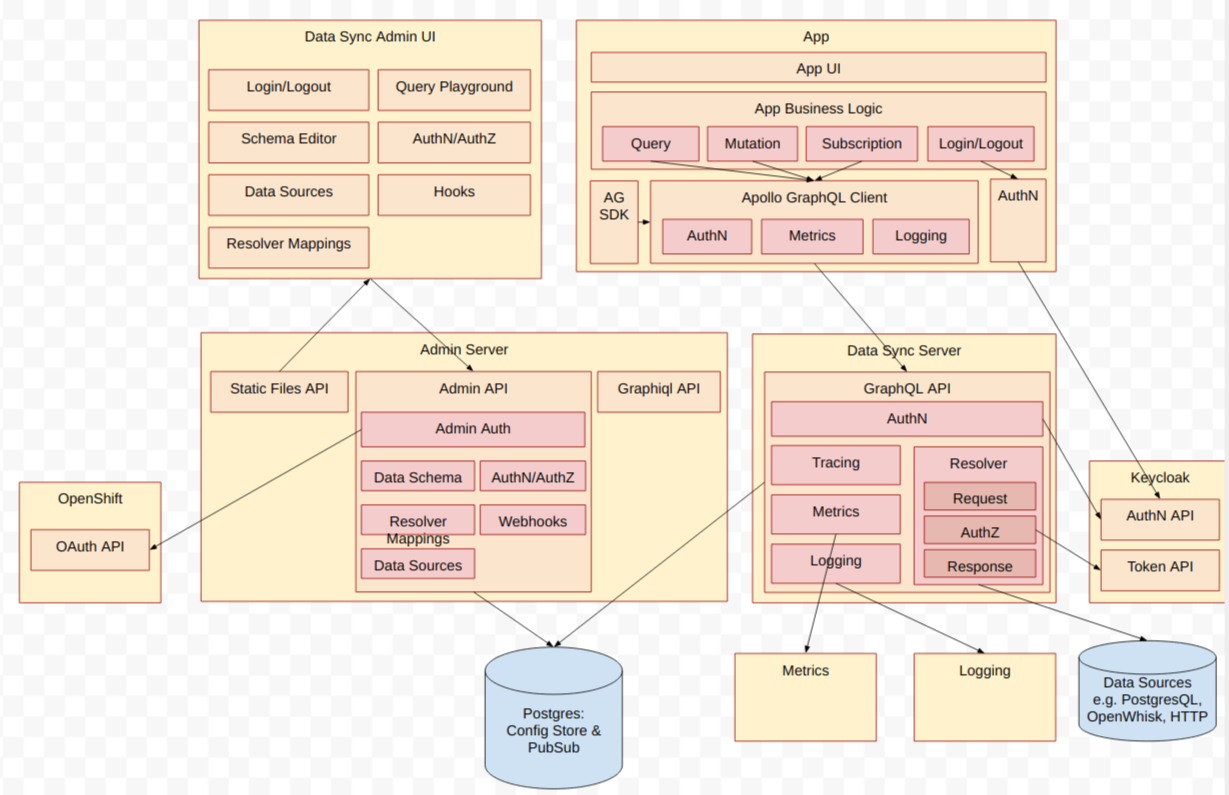 Data Sync Admin UI
Login/Logout
Query Playground
Schema Editor
AuthN/AuthZ
Data Sources
Hooks
Resolver Mappings
App
App UI
App Business Logic
Query
Mutation
Subscription
Login/Logout
AG
SDK
Apollo GraphQL Client
AuthN
Metrics
Logging
AuthN
Admin Server
Static Files API
Admin API
Graphiql API
Admin Auth
Data Schema
AuthN/AuthZ
Resolver
Mappings
Webhooks
Data Sources
Data Sync Server
GraphQL API
AuthN
Tracing
Metrics
Logging
Resolver
Request
AuthZ
Response
OpenShift
OAuth API
Keycloak
AuthN API
Token API
Postgres:
Config Store &
PubSub
Metrics
Logging
Data Sources
e.g. PostgresQL,
OpenWhisk, HTTP